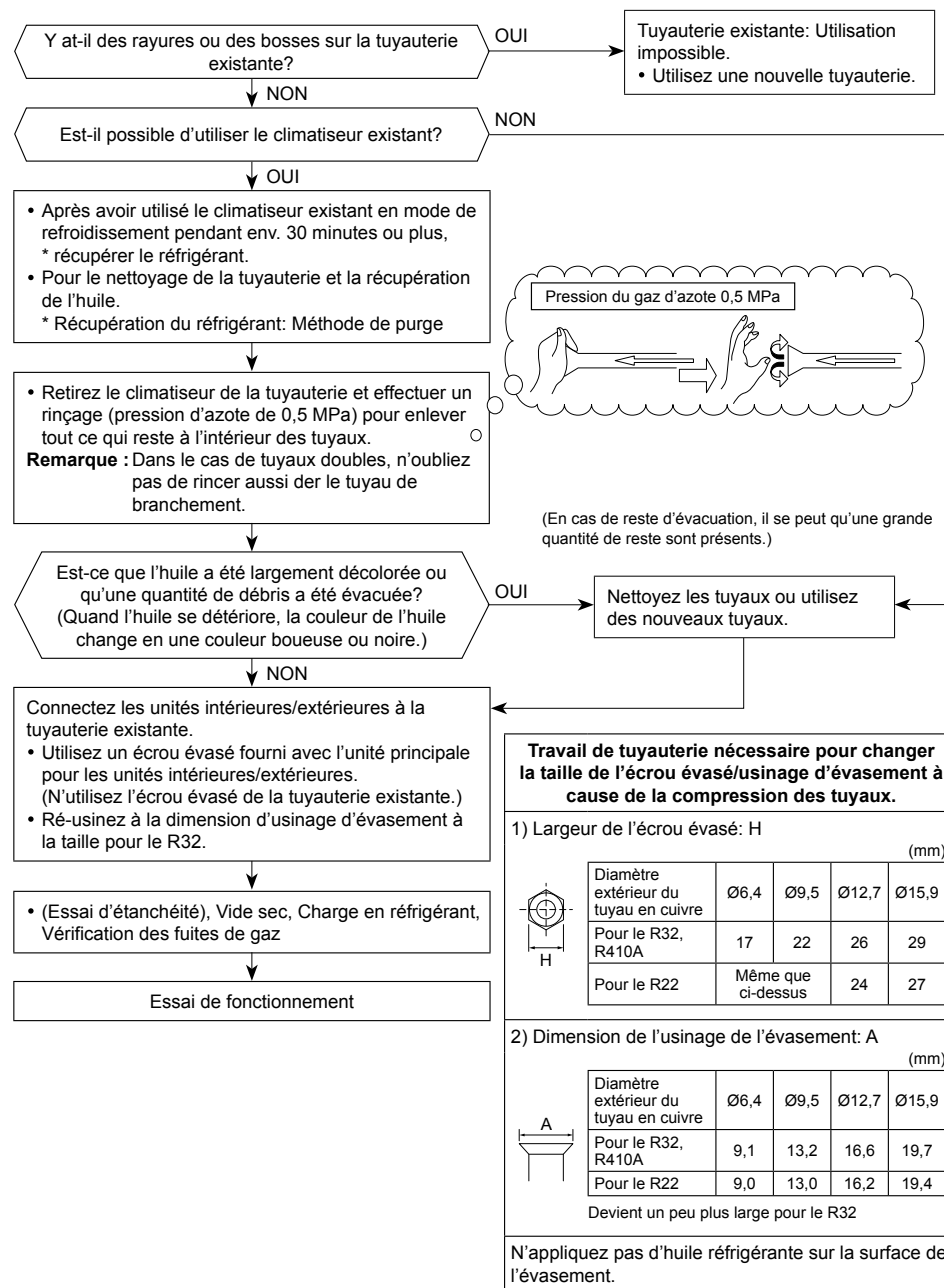 Y at-il des rayures ou des bosses sur la tuyauterie
existante?
OUI
Tuyauterie existante: Utilisation
impossible.
• Utilisez une nouvelle tuyauterie.
NON
Est-il possible d'utiliser le climatiseur existant?
NON
OUI
• Après avoir utilisé le climatiseur existant en mode de
refroidissement pendant env. 30 minutes ou plus,
* récupérer le réfrigérant.
• Pour le nettoyage de la tuyauterie et la récupération
de l'huile.
* Récupération du réfrigérant: Méthode de purge
Pression du gaz d'azote 0,5 MPa
• Retirez le climatiseur de la tuyauterie et effectuer un
rinçage (pression d'azote de 0,5 MPa) pour enlever
tout ce qui reste à l'intérieur des tuyaux.
Remarque : Dans le cas de tuyaux doubles, n'oubliez
pas de rincer aussi der le tuyau de
branchement.
(En cas de reste d'évacuation, il se peut qu'une grande
quantité de reste sont présents.)
Est-ce que l'huile a été largement décolorée ou
qu'une quantité de débris a été évacuée?
(Quand l'huile se détériore, la couleur de l'huile
change en une couleur boueuse ou noire.)
OUI
Nettoyez les tuyaux ou utilisez
des nouveaux tuyaux.
NON
Connectez les unités intérieures/extérieures à la
tuyauterie existante.
• Utilisez un écrou évasé fourni avec l'unité principale
pour les unités intérieures/extérieures.
(N'utilisez l'écrou évasé de la tuyauterie existante.)
• Ré-usinez à la dimension d'usinage d'évasement à
la taille pour le R32.
• (Essai d'étanchéité), Vide sec, Charge en réfrigérant,
Vérification des fuites de gaz
Essai de fonctionnement
Travail de tuyauterie nécessaire pour changer
la taille de l'écrou évasé/usinage d'évasement à
cause de la compression des tuyaux.
1) Largeur de l'écrou évasé: H
(mm)
H
Diamètre
extérieur du
tuyau en cuivre
Ø6,4 Ø9,5 Ø12,7 Ø15,9
Pour le R32,
R410A
17 22 26 29
Pour le R22
Même que
ci-dessus
24 27
2) Dimension de l'usinage de l'évasement: A
(mm)
A
Diamètre
extérieur du
tuyau en cuivre
Ø6,4 Ø9,5 Ø12,7 Ø15,9
Pour le R32,
R410A
9,1 13,2 16,6 19,7
Pour le R22 9,0 13,0 16,2 19,4
Devient un peu plus large pour le R32
N'appliquez pas d'huile réfrigérante sur la surface de
l'évasement.